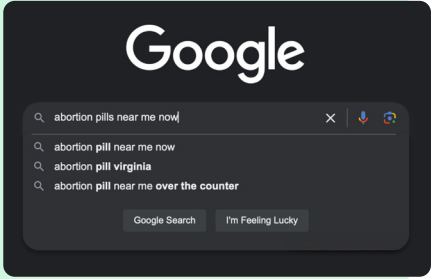 Google
abortion pills near me now
abortion pill near me now
abortion pill virginia
abortion pill near me over the counter
Google Search
I'm Feeling Lucky